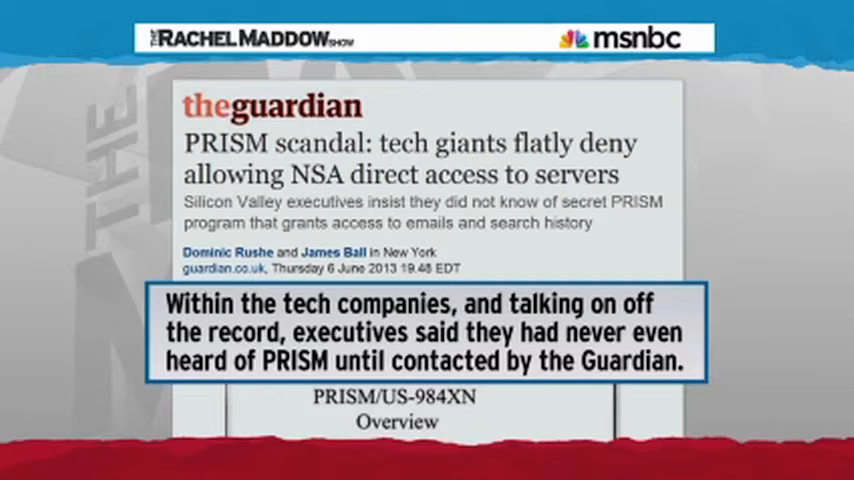 THE RACHEL MADDOW SHOW
msnbc
theguardian
PRISM scandal: tech giants flatly deny
allowing NSA direct access to servers
Silicon Valley executives insist they did not know of secret PRISM
program that grants access to emails and search history
Dominic Rushe and James Ball in New York
guardian.co.uk, Thursday 6 June 2013 19.48 EDT
Within the tech companies, and talking on off
the record, executives said they had never even
heard of PRISM until contacted by the Guardian.
PRISM/US-984XN
Overview
THE